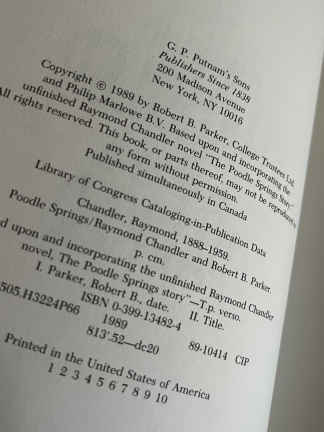 G. P. Putnam's Sons
Publishers Since 1838
200 Madison Avenue
New York, NY 10016
Copyright © 1989 by Robert B. Parker, College Trustees Ltd.
and Philip Marlowe B.V. Based upon and incorporating the
unfinished Raymond Chandler novel "The Poodle Springs Story"
All rights reserved. This book, or parts thereof, may not be reproduced in
any form without permission.
Published simultaneously in Canada
Library of Congress Cataloging-in-Publication Data
Chandler, Raymond, 1888–1959.
Poodle Springs/Raymond Chandler and Robert B. Parker.
p. cm.
d upon and incorporating the unfinished Raymond Chandler
novel, The Poodle Springs story"—T.p. verso.
I. Parker, Robert B., date. II. Title.
ISBN 0-399-13482-4
505.H3224P66 1989 89-10414 CIP
813'.52—dc20
Printed in the United States of America
1 2 3 4 5 6 7 8 9 10